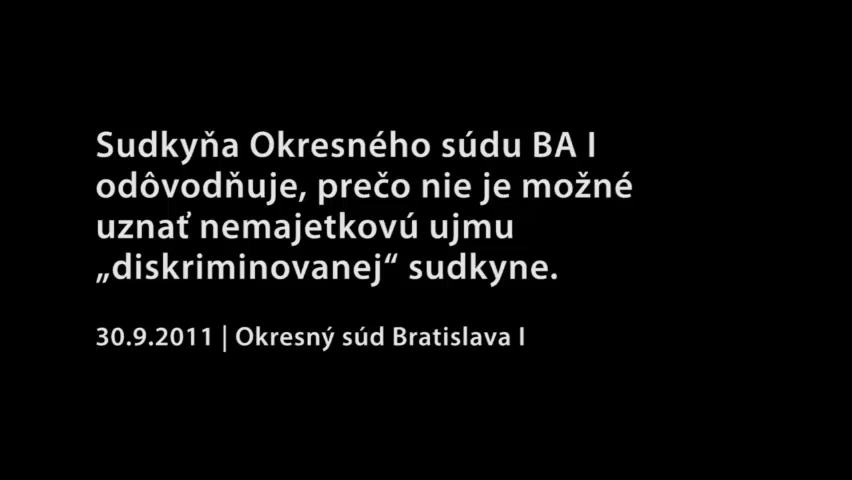 Sudkyňa Okresného súdu BA I
odôvodňuje, prečo nie je možné
uznať nemajetkovú ujmu
„diskriminovanej“ sudkyne.
30.9.2011 | Okresný súd Bratislava I